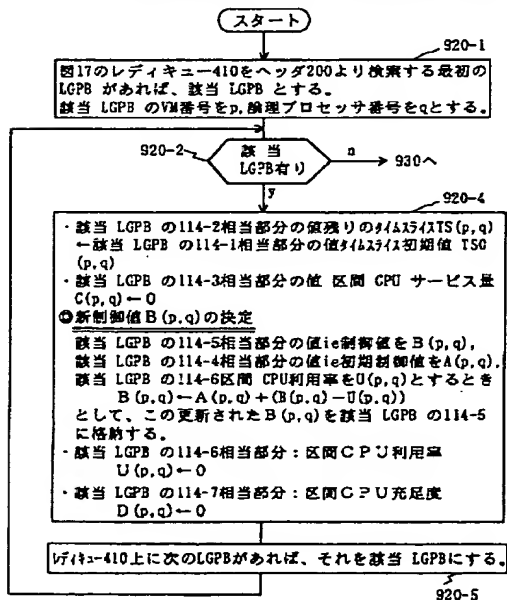 スタート
920-1
図17のレディキュー410をヘッダ200より検索する最初の
LGPB があれば、該当 LGPB とする。
該当 LGPB のVM番号をp,論理プロセッサ番号をqとする。
920-2
該当
LGPB有り
n
930へ
y
920-4
・該当 LGPB の114-2相当部分の値残りのタイムスライスTS(p,q)
←該当 LGPB の114-1相当部分の値タイムスライス初期値 TS0
(p,q)
・該当 LGPB の114-3相当部分の値 区間 CPU サービス量
C(p,q)←0
◎新制御値B(p,q)の決定
該当 LGPB の114-5相当部分の値ie制御値をB(p,q),
該当 LGPB の114-4相当部分の値ie初期制御値をA(p,q),
該当 LGPB の114-6区間 CPU利用率をU(p,q)とするとき
B(p,q)←A(p,q)+(B(p,q)-U(p,q))
として、この更新されたB(p,q)を該当 LGPB の114-5
に格納する。
・該当 LGPB の114-6相当部分:区間CPU利用率
U(p,q)←0
・該当 LGPB の114-7相当部分:区間CPU充足度
D(p,q)←0
レディキュー410上に次のLGPBがあれば、それを該当 LGPBにする。
920-5